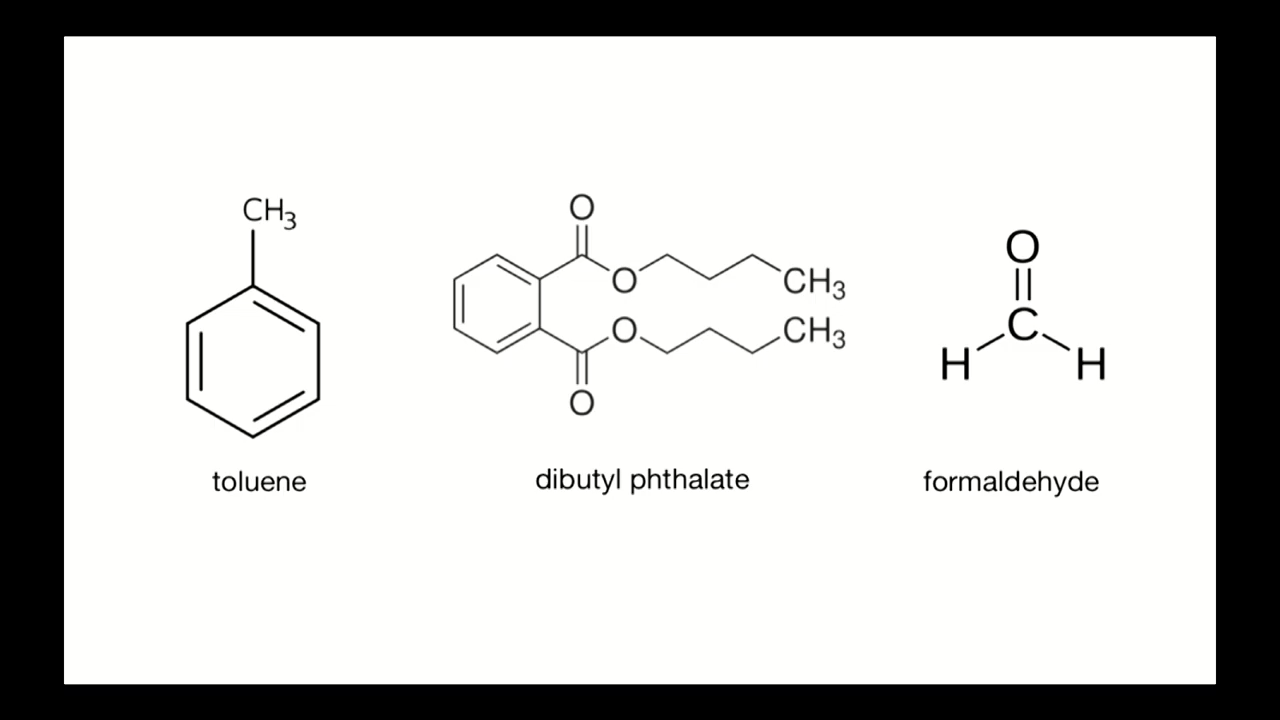 CH₃
toluene
O
O
CH₃
O
CH₃
O
dibutyl phthalate
O
C
H H
formaldehyde